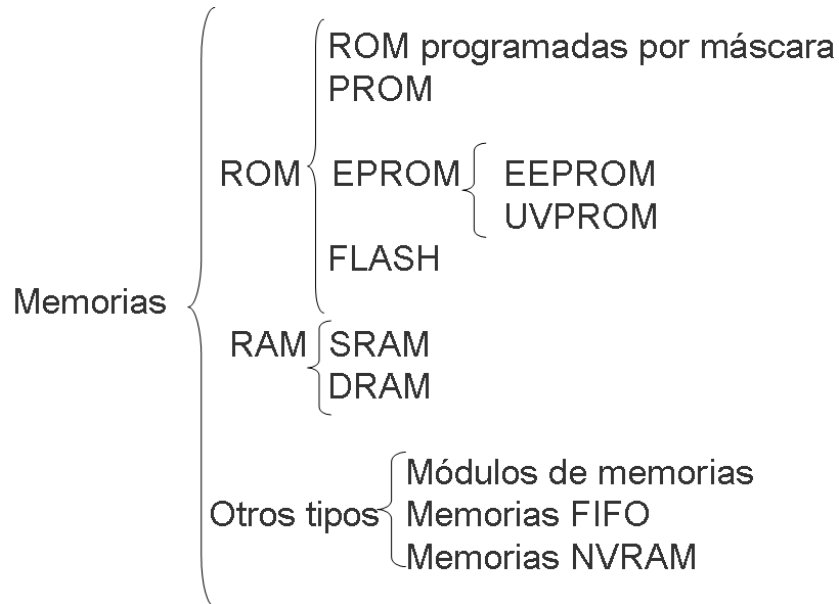 ROM programadas por máscara
PROM
ROM EPROM EEPROM
UVPROM
FLASH
Memorias
RAM SRAM
DRAM
Módulos de memorias
Otros tipos Memorias FIFO
Memorias NVRAM